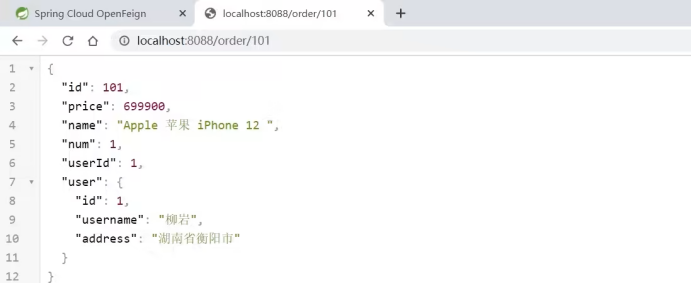 Spring Cloud OpenFeign
localhost:8088/order/101
localhost:8088/order/101
1 {
2 "id": 101,
3 "price": 699900,
4 "name": "Apple 苹果 iPhone 12 ",
5 "num": 1,
6 "userId": 1,
7 "user": {
8 "id": 1,
9 "username": "柳岩",
10 "address": "湖南省衡阳市"
11 }
12 }